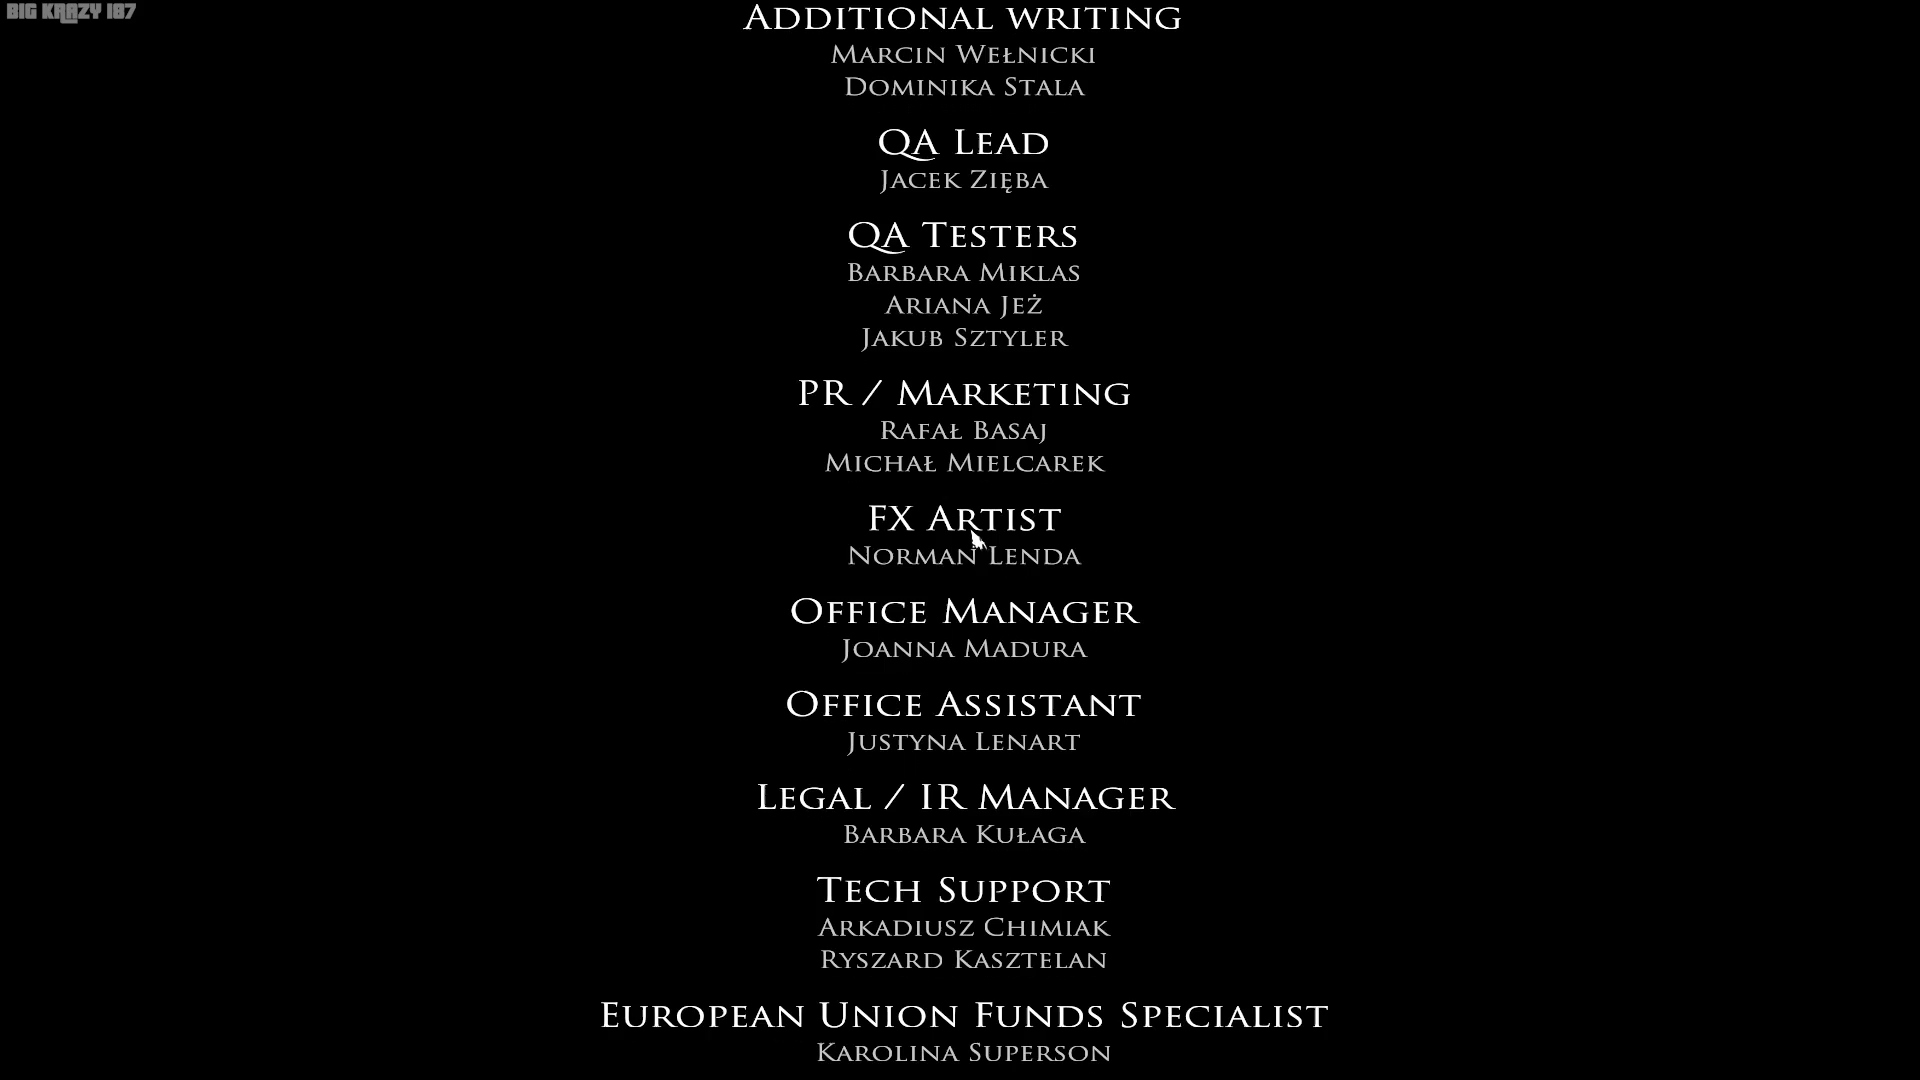 BIG KRAZY 187
Additional writing
Marcin Wełnicki
Dominika Stala
QA Lead
Jacek Zięba
QA Testers
Barbara Miklas
Ariana Jeż
Jakub Sztyler
PR / Marketing
Rafał Basaj
Michał Mielcarek
FX Artist
Norman Lenda
Office Manager
Joanna Madura
Office Assistant
Justyna Lenart
Legal / IR Manager
Barbara Kułaga
Tech Support
Arkadiusz Chimiak
Ryszard Kasztelan
European Union Funds Specialist
Karolina Superson